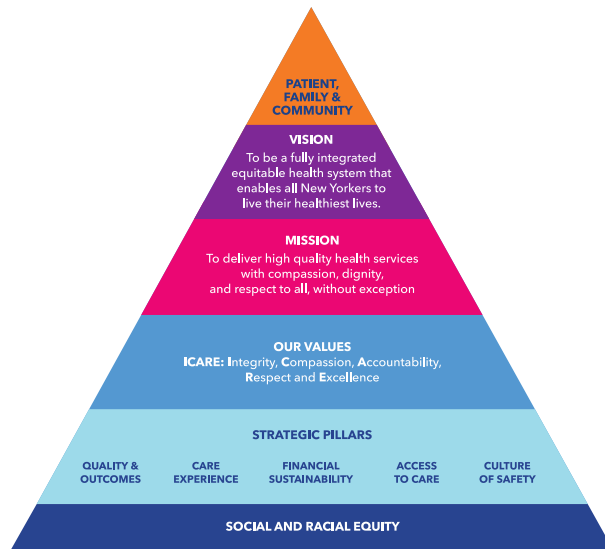 PATIENT,
FAMILY &
COMMUNITY
VISION
To be a fully integrated
equitable health system that
enables all New Yorkers to
live their healthiest lives.
MISSION
To deliver high quality health services
with compassion, dignity,
and respect to all, without exception
OUR VALUES
ICARE: Integrity, Compassion, Accountability,
Respect and Excellence
STRATEGIC PILLARS
QUALITY &
OUTCOMES
CARE
EXPERIENCE
FINANCIAL
SUSTAINABILITY
ACCESS
TO CARE
CULTURE
OF SAFETY
SOCIAL AND RACIAL EQUITY